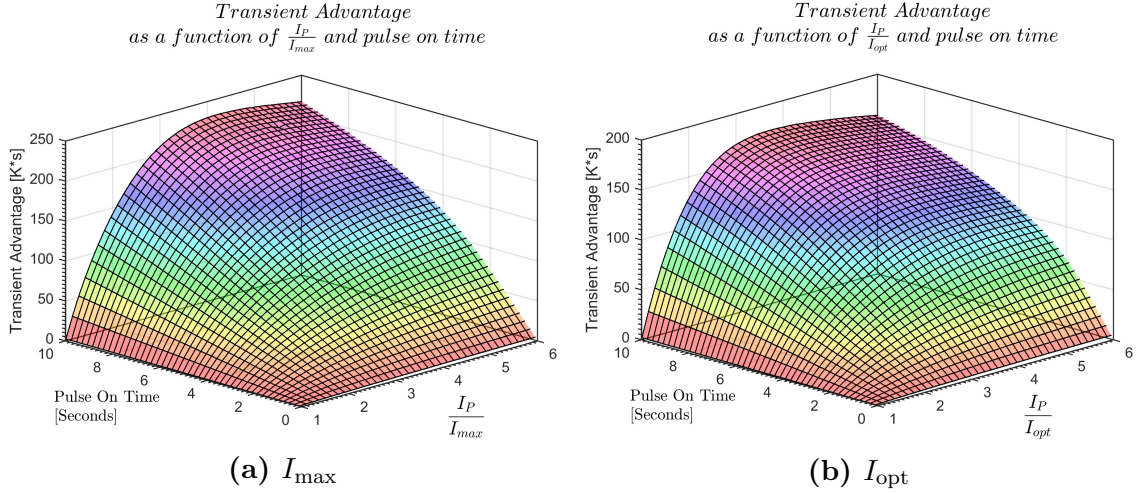 Transient Advantage
as a function of I_P/I_max and pulse on time
Transient Advantage [K*s]
250
200
150
100
50
0
10
8
6
4
2
0
Pulse On Time
[Seconds]
1
2
3
4
5
6
I_P/I_max
(a) I_max
Transient Advantage
as a function of I_P/I_opt and pulse on time
Transient Advantage [K*s]
200
150
100
50
0
10
8
6
4
2
0
Pulse On Time
[Seconds]
1
2
3
4
5
6
I_P/I_opt
(b) I_opt